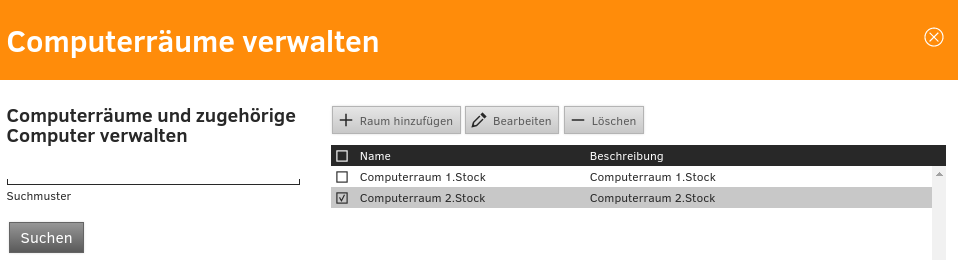 Computerräume verwalten
Computerräume und zugehörige
Computer verwalten
Suchmuster
Suchen
Raum hinzufügen Bearbeiten Löschen
Name Beschreibung
Computerraum 1.Stock Computerraum 1.Stock
Computerraum 2.Stock Computerraum 2.Stock